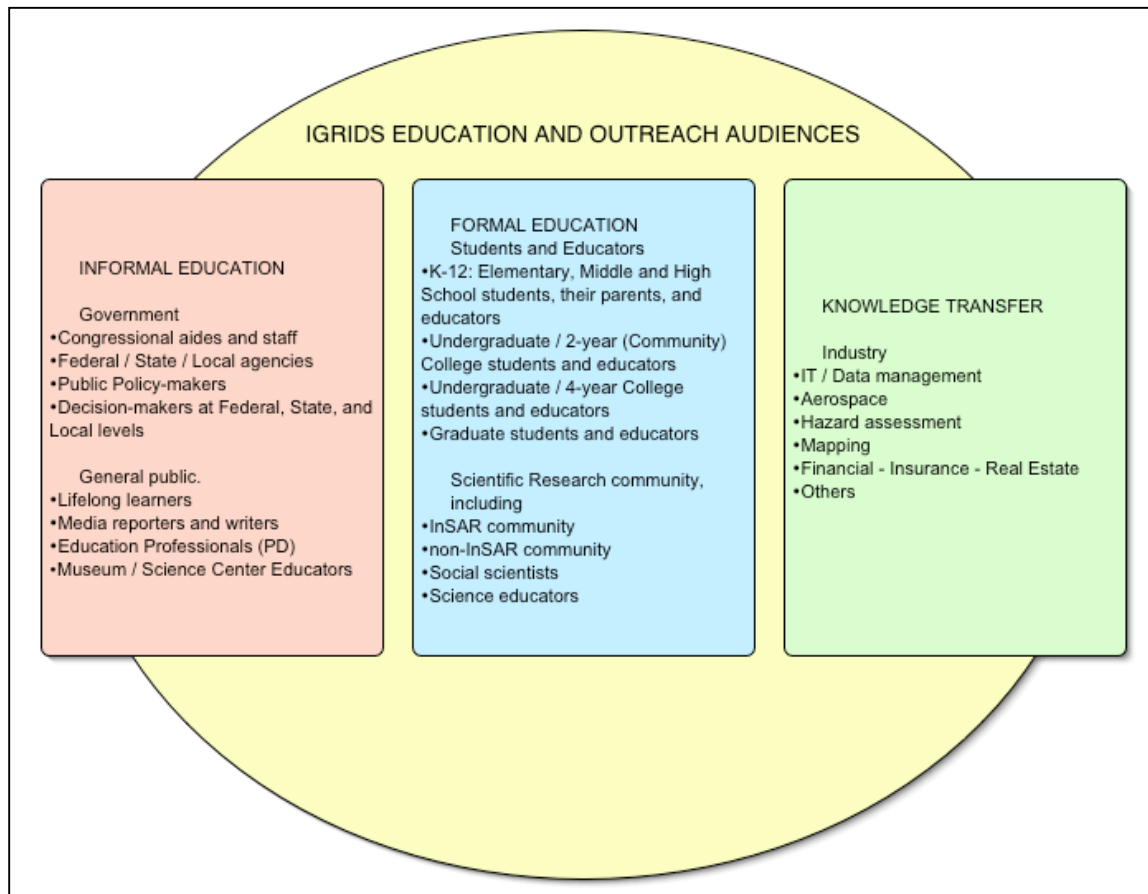 IGRIDS EDUCATION AND OUTREACH AUDIENCES
INFORMAL EDUCATION
Government
•Congressional aides and staff
•Federal / State / Local agencies
•Public Policy-makers
•Decision-makers at Federal, State, and
Local levels
General public.
•Lifelong learners
•Media reporters and writers
•Education Professionals (PD)
•Museum / Science Center Educators
FORMAL EDUCATION
Students and Educators
•K-12: Elementary, Middle and High
School students, their parents, and
educators
•Undergraduate / 2-year (Community)
College students and educators
•Undergraduate / 4-year College
students and educators
•Graduate students and educators
Scientific Research community,
including
•InSAR community
•non-InSAR community
•Social scientists
•Science educators
KNOWLEDGE TRANSFER
Industry
•IT / Data management
•Aerospace
•Hazard assessment
•Mapping
•Financial - Insurance - Real Estate
•Others